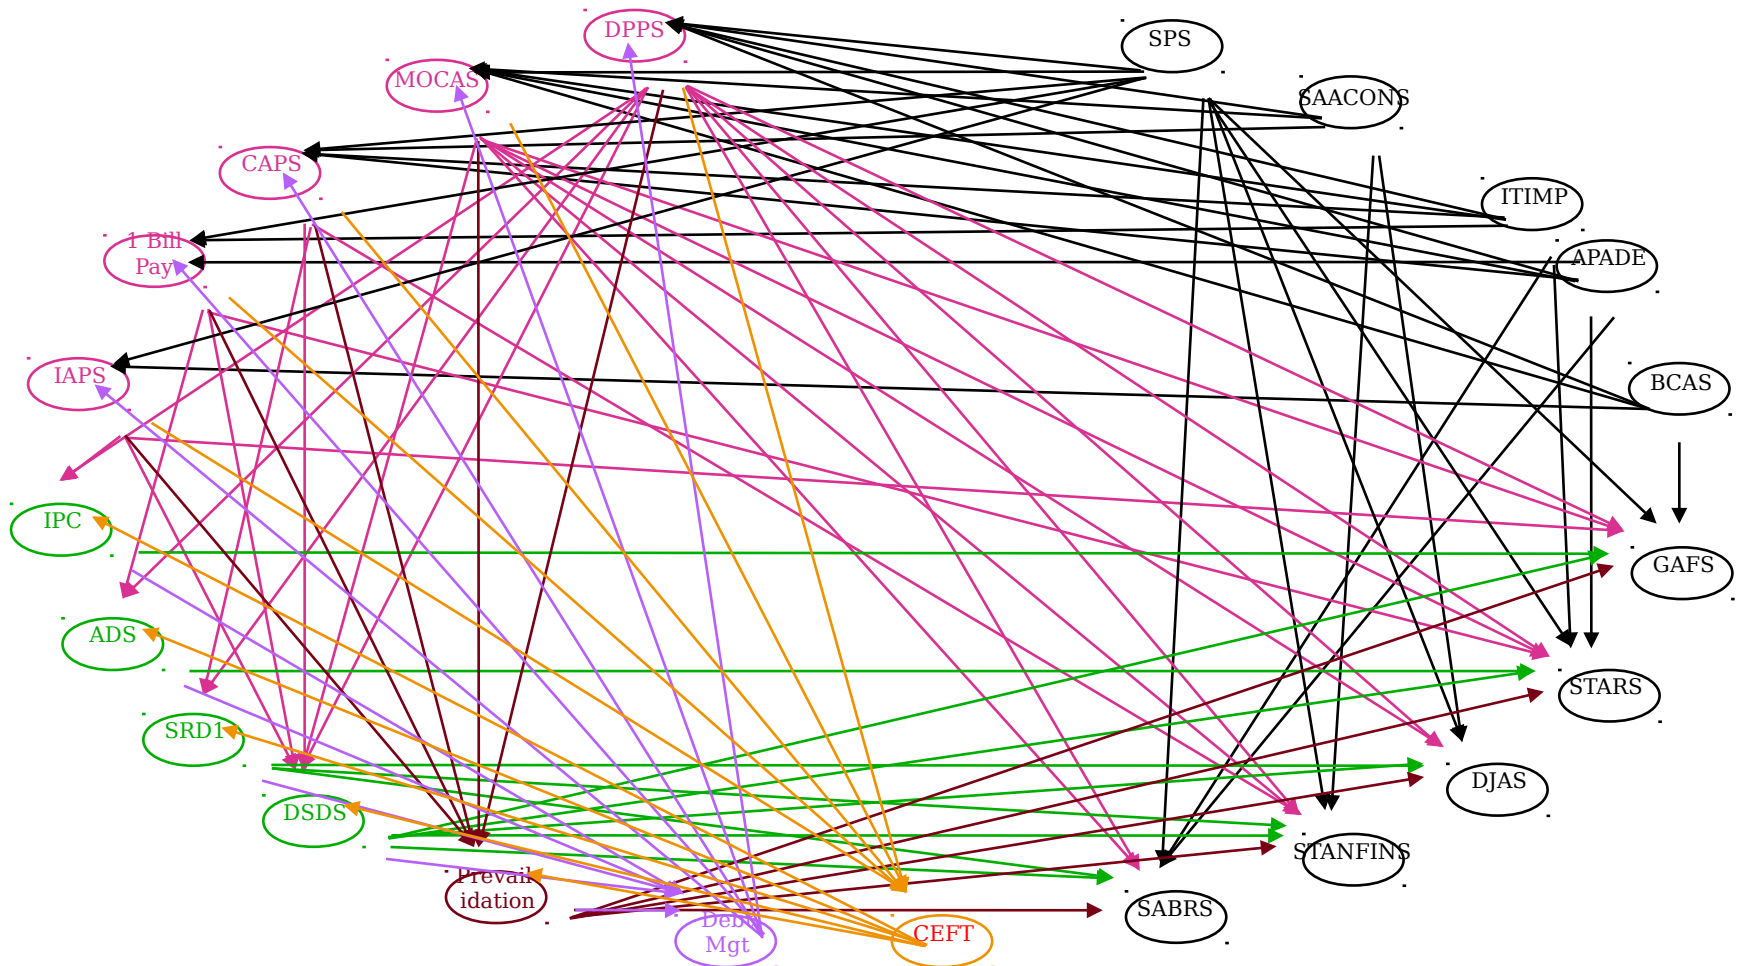 DPPS
SPS
MOCAS
SAACONS
CAPS
ITIMP
1 Bill
Pay
APADE
IAPS
BCAS
IPC
GAFS
ADS
STARS
SRD1
DJAS
DSDS
STANFINS
Prevail
idation
SABRS
Debt
Mgt
CEFT